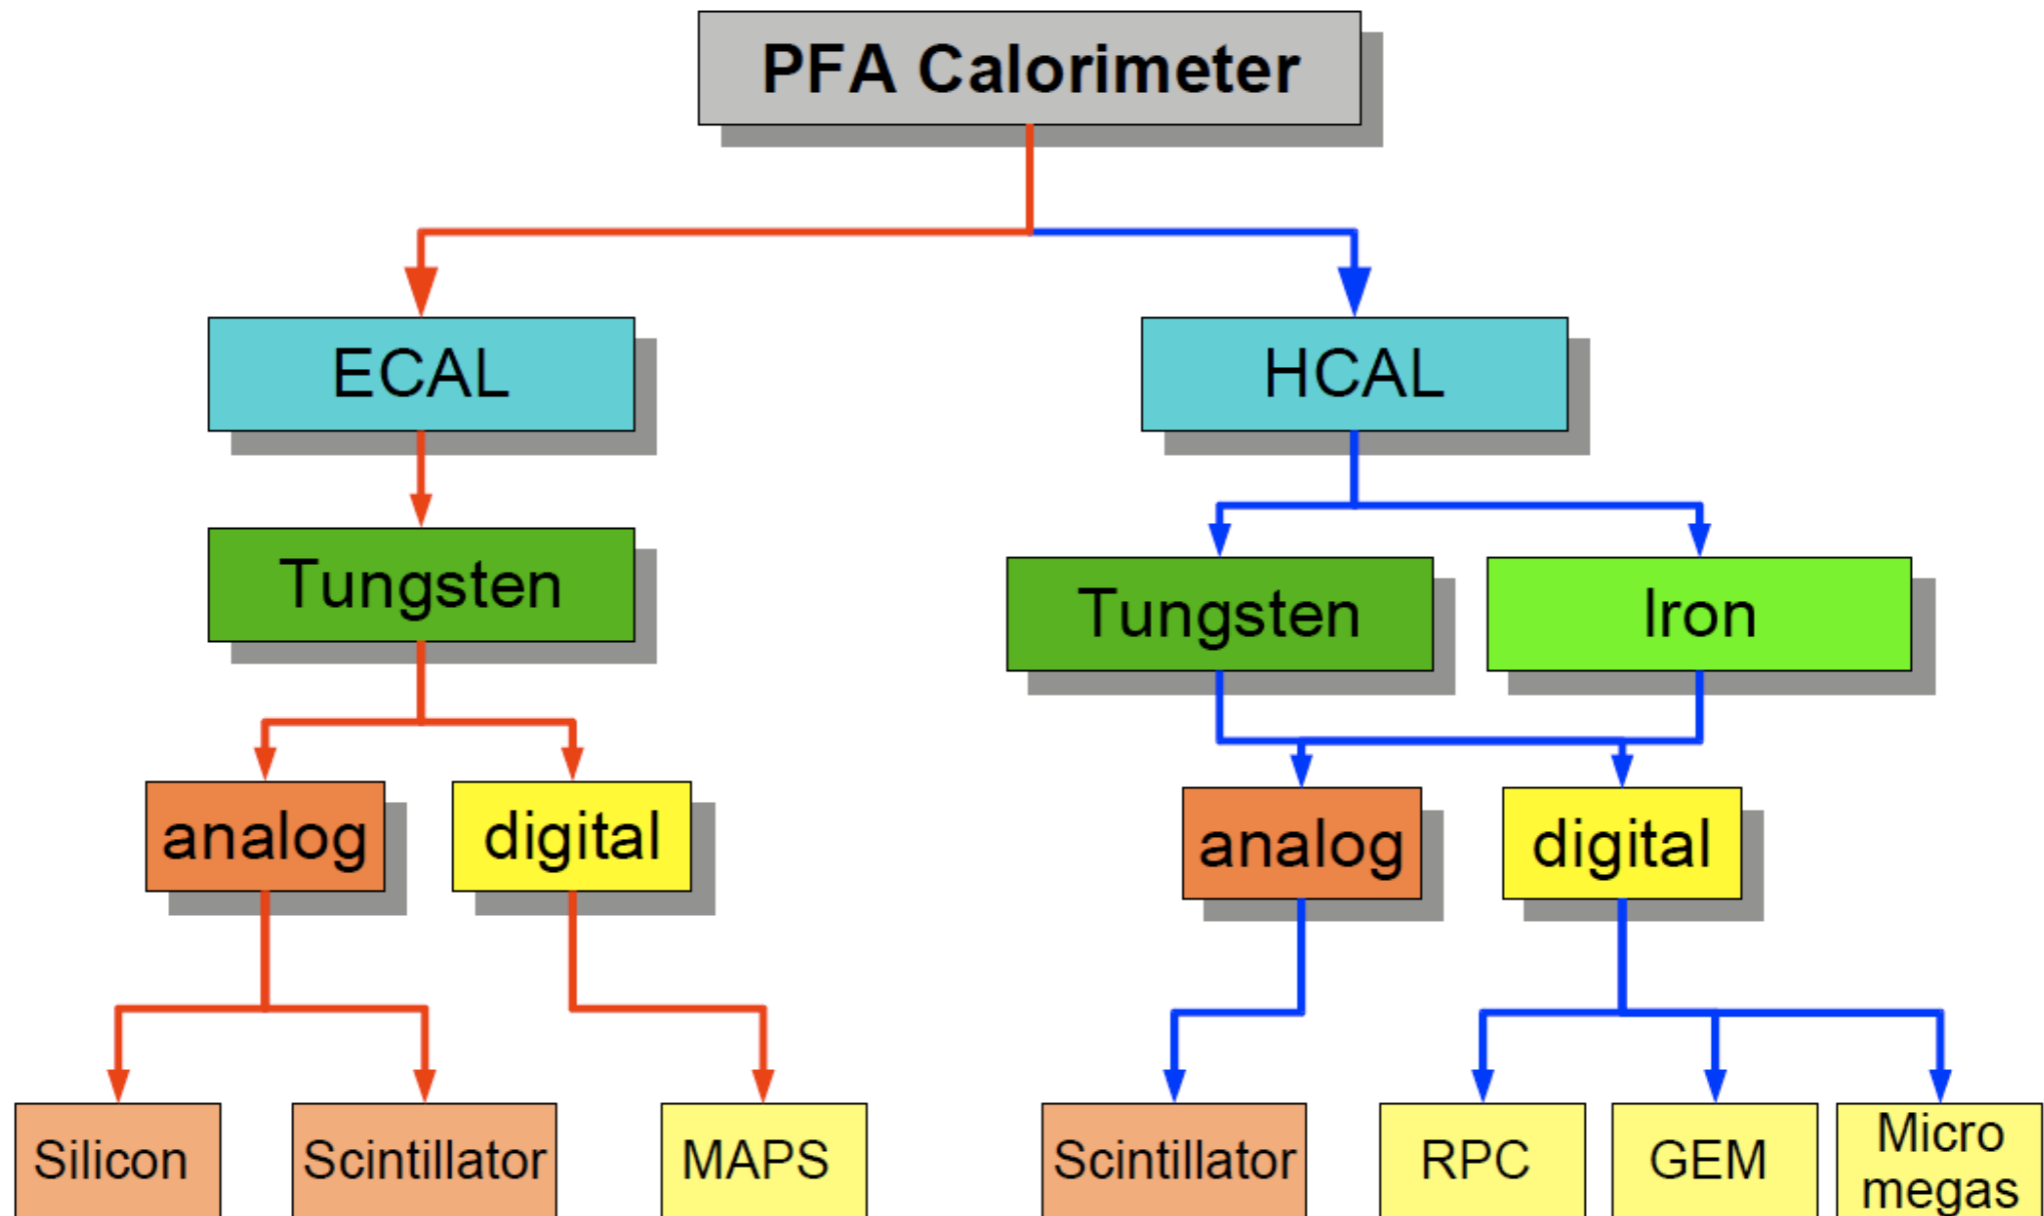 PFA Calorimeter
ECAL
HCAL
Tungsten
Tungsten
Iron
analog
digital
analog
digital
Silicon
Scintillator
MAPS
Scintillator
RPC
GEM
Micro
megas